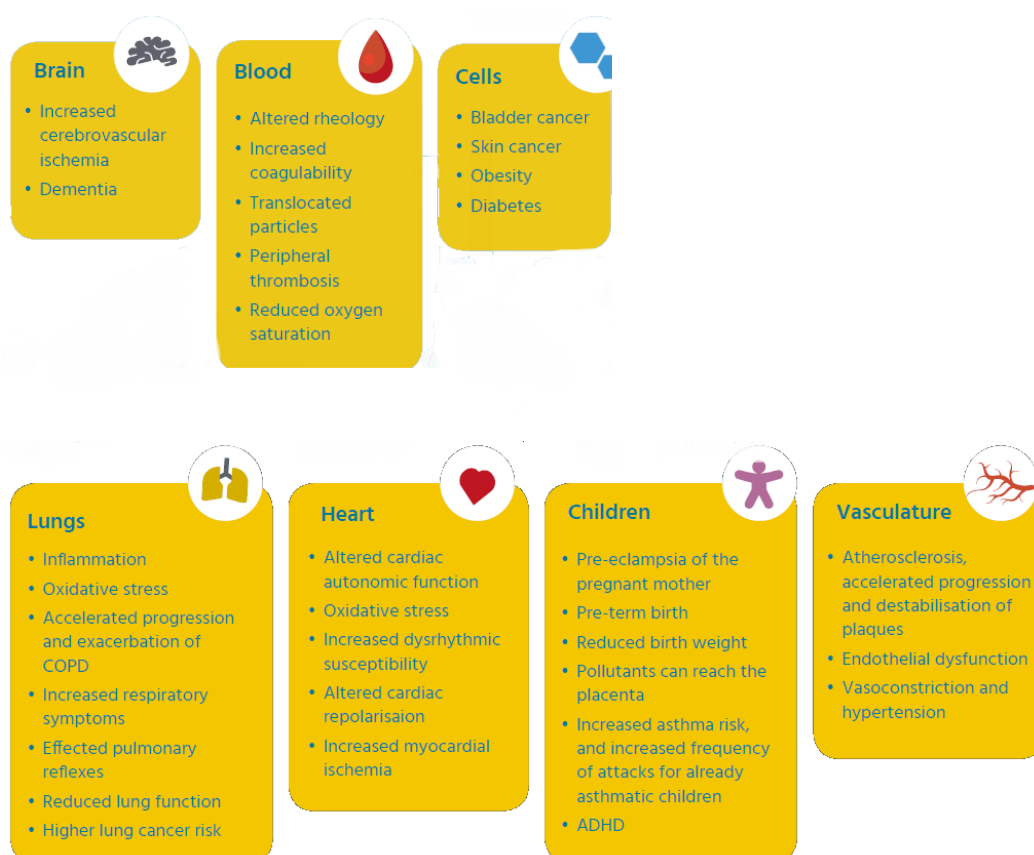 Brain
• Increased
cerebrovascular
ischemia
• Dementia
Blood
• Altered rheology
• Increased
coagulability
• Translocated
particles
• Peripheral
thrombosis
• Reduced oxygen
saturation
Cells
• Bladder cancer
• Skin cancer
• Obesity
• Diabetes
Lungs
• Inflammation
• Oxidative stress
• Accelerated progression
and exacerbation of
COPD
• Increased respiratory
symptoms
• Effected pulmonary
reflexes
• Reduced lung function
• Higher lung cancer risk
Heart
• Altered cardiac
autonomic function
• Oxidative stress
• Increased dysrhythmic
susceptibility
• Altered cardiac
repolarisaion
• Increased myocardial
ischemia
Children
• Pre-eclampsia of the
pregnant mother
• Pre-term birth
• Reduced birth weight
• Pollutants can reach the
placenta
• Increased asthma risk,
and increased frequency
of attacks for already
asthmatic children
• ADHD
Vasculature
• Atherosclerosis,
accelerated progression
and destabilisation of
plaques
• Endothelial dysfunction
• Vasoconstriction and
hypertension